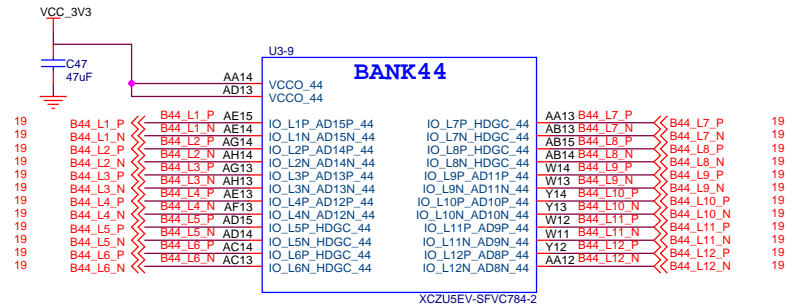 VCC_3V3
C47
47uF
U3-9
BANK44
AA14 VCCO_44
AD13 VCCO_44
19 B44_L1_P B44_L1_P AE15 IO_L1P_AD15P_44 IO_L7P_HDGC_44 AA13 B44_L7_P B44_L7_P 19
19 B44_L1_N B44_L1_N AE14 IO_L1N_AD15N_44 IO_L7N_HDGC_44 AB13 B44_L7_N B44_L7_N 19
19 B44_L2_P B44_L2_P AG14 IO_L2P_AD14P_44 IO_L8P_HDGC_44 AB15 B44_L8_P B44_L8_P 19
19 B44_L2_N B44_L2_N AH14 IO_L2N_AD14N_44 IO_L8N_HDGC_44 AB14 B44_L8_N B44_L8_N 19
19 B44_L3_P B44_L3_P AG13 IO_L3P_AD13P_44 IO_L9P_AD11P_44 W14 B44_L9_P B44_L9_P 19
19 B44_L3_N B44_L3_N AH13 IO_L3N_AD13N_44 IO_L9N_AD11N_44 W13 B44_L9_N B44_L9_N 19
19 B44_L4_P B44_L4_P AE13 IO_L4P_AD12P_44 IO_L10P_AD10P_44 Y14 B44_L10_P B44_L10_P 19
19 B44_L4_N B44_L4_N AF13 IO_L4N_AD12N_44 IO_L10N_AD10N_44 Y13 B44_L10_N B44_L10_N 19
19 B44_L5_P B44_L5_P AD15 IO_L5P_HDGC_44 IO_L11P_AD9P_44 W12 B44_L11_P B44_L11_P 19
19 B44_L5_N B44_L5_N AD14 IO_L5N_HDGC_44 IO_L11N_AD9N_44 W11 B44_L11_N B44_L11_N 19
19 B44_L6_P B44_L6_P AC14 IO_L6P_HDGC_44 IO_L12P_AD8P_44 Y12 B44_L12_P B44_L12_P 19
19 B44_L6_N B44_L6_N AC13 IO_L6N_HDGC_44 IO_L12N_AD8N_44 AA12 B44_L12_N B44_L12_N 19
XCZU5EV-SFVC784-2